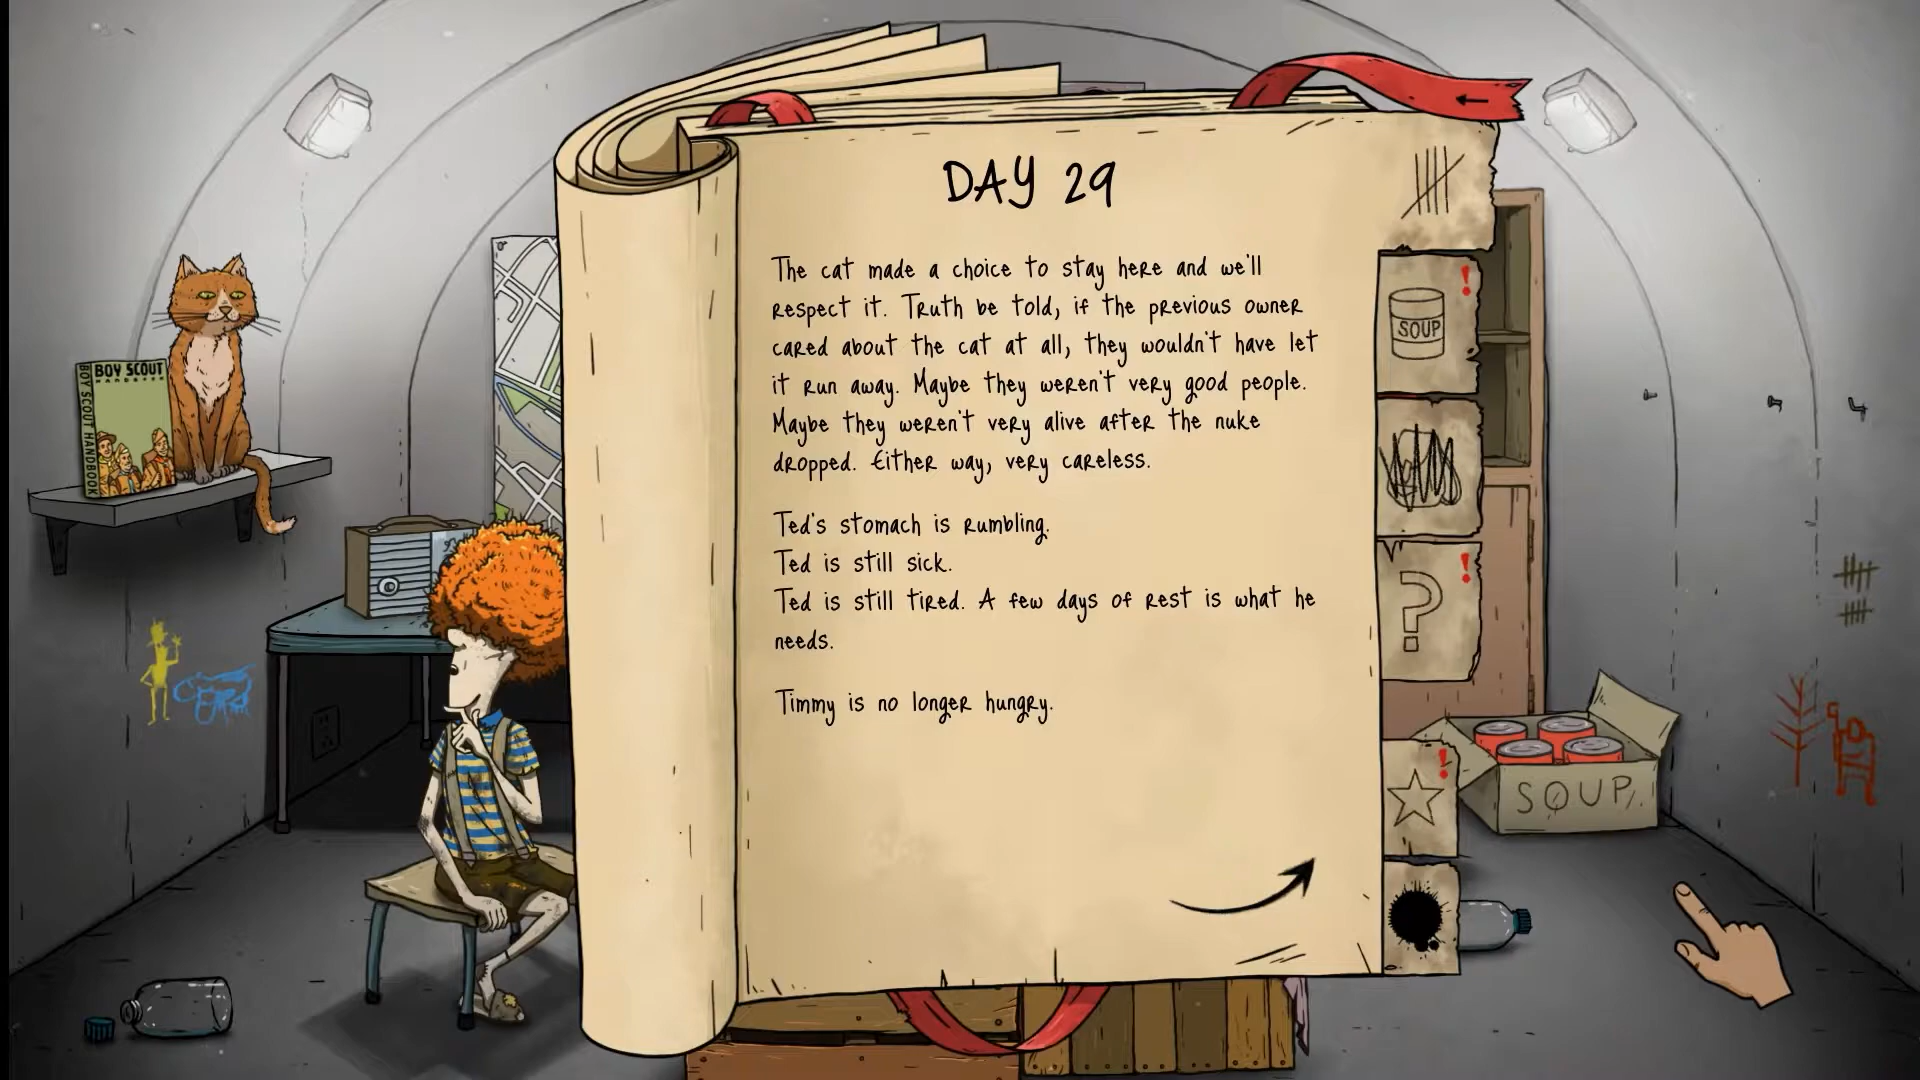 DAY 29
The cat made a choice to stay here and we'll
respect it. Truth be told, if the previous owner
cared about the cat at all, they wouldn't have let
it run away. Maybe they weren't very good people.
Maybe they weren't very alive after the nuke
dropped. Either way, very careless.
Ted's stomach is rumbling.
Ted is still sick.
Ted is still tired. A few days of rest is what he
needs.
Timmy is no longer hungry.
SOUP
!
!
?
!
BOY SCOUT
HANDBOOK
BOY SCOUT HANDBOOK
SOUP